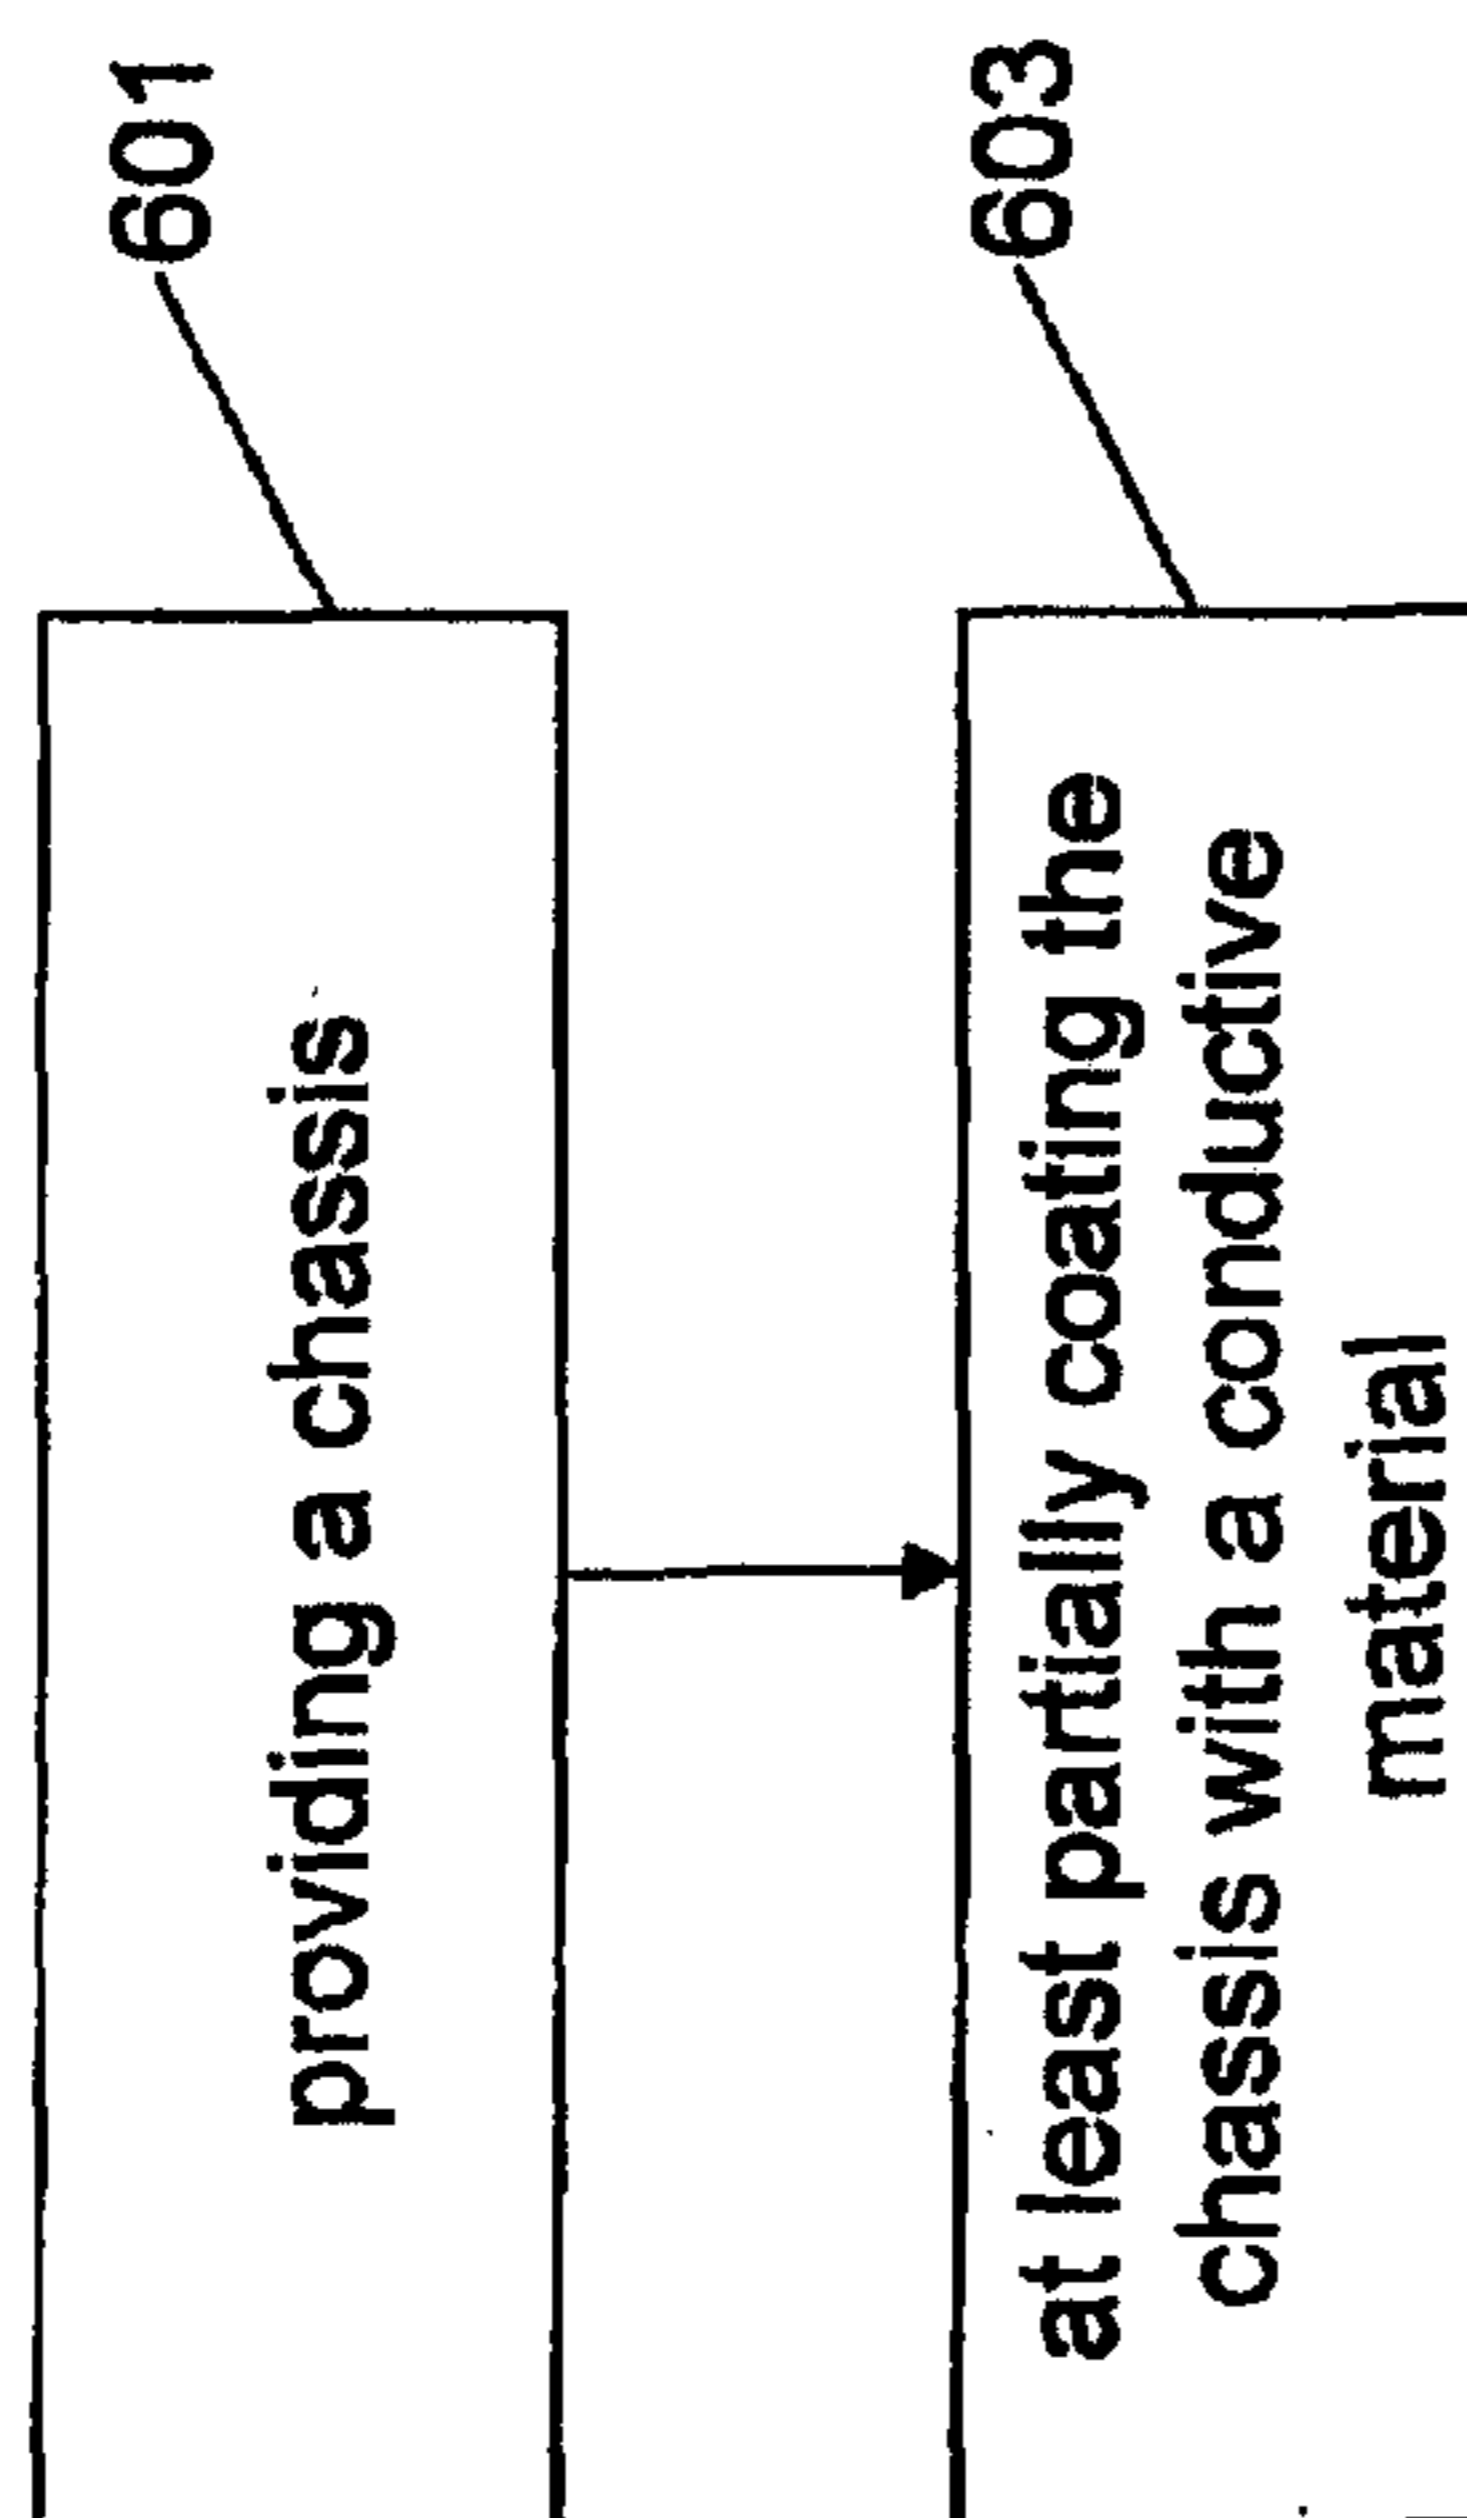 601
providing a chassis
603
at least partially coating the
chassis with a conductive
material